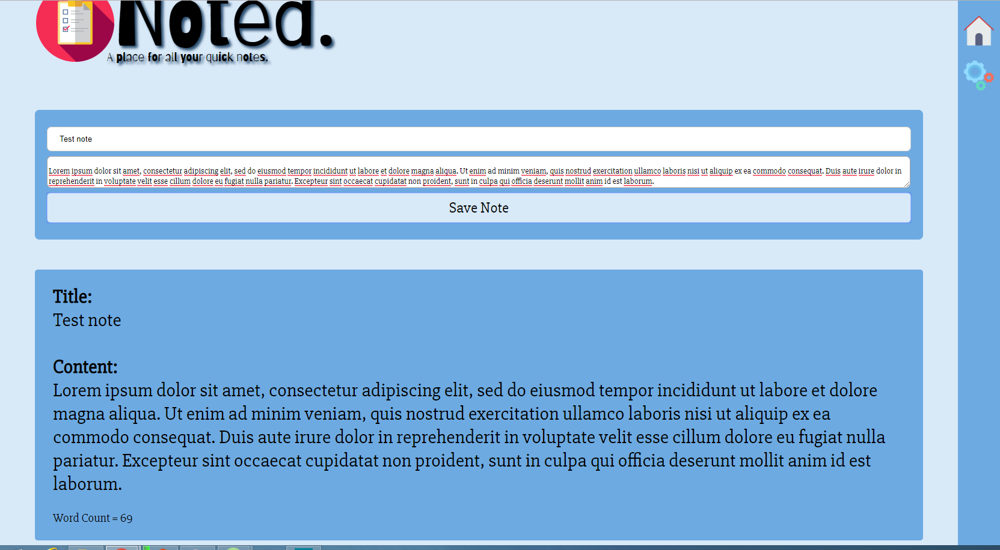 Noted.
A place for all your quick notes.
Test note
Lorem ipsum dolor sit amet, consectetur adipiscing elit, sed do eiusmod tempor incididunt ut labore et dolore magna aliqua. Ut enim ad minim veniam, quis nostrud exercitation ullamco laboris nisi ut aliquip ex ea commodo consequat. Duis aute irure dolor in
reprehenderit in voluptate velit esse cillum dolore eu fugiat nulla pariatur. Excepteur sint occaecat cupidatat non proident, sunt in culpa qui officia deserunt mollit anim id est laborum.
Save Note
Title:
Test note
Content:
Lorem ipsum dolor sit amet, consectetur adipiscing elit, sed do eiusmod tempor incididunt ut labore et dolore
magna aliqua. Ut enim ad minim veniam, quis nostrud exercitation ullamco laboris nisi ut aliquip ex ea
commodo consequat. Duis aute irure dolor in reprehenderit in voluptate velit esse cillum dolore eu fugiat nulla
pariatur. Excepteur sint occaecat cupidatat non proident, sunt in culpa qui officia deserunt mollit anim id est
laborum.
Word Count = 69